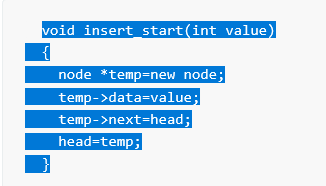 void insert_start(int value)
{
node *temp=new node;
temp->data=value;
temp->next=head;
head=temp;
}